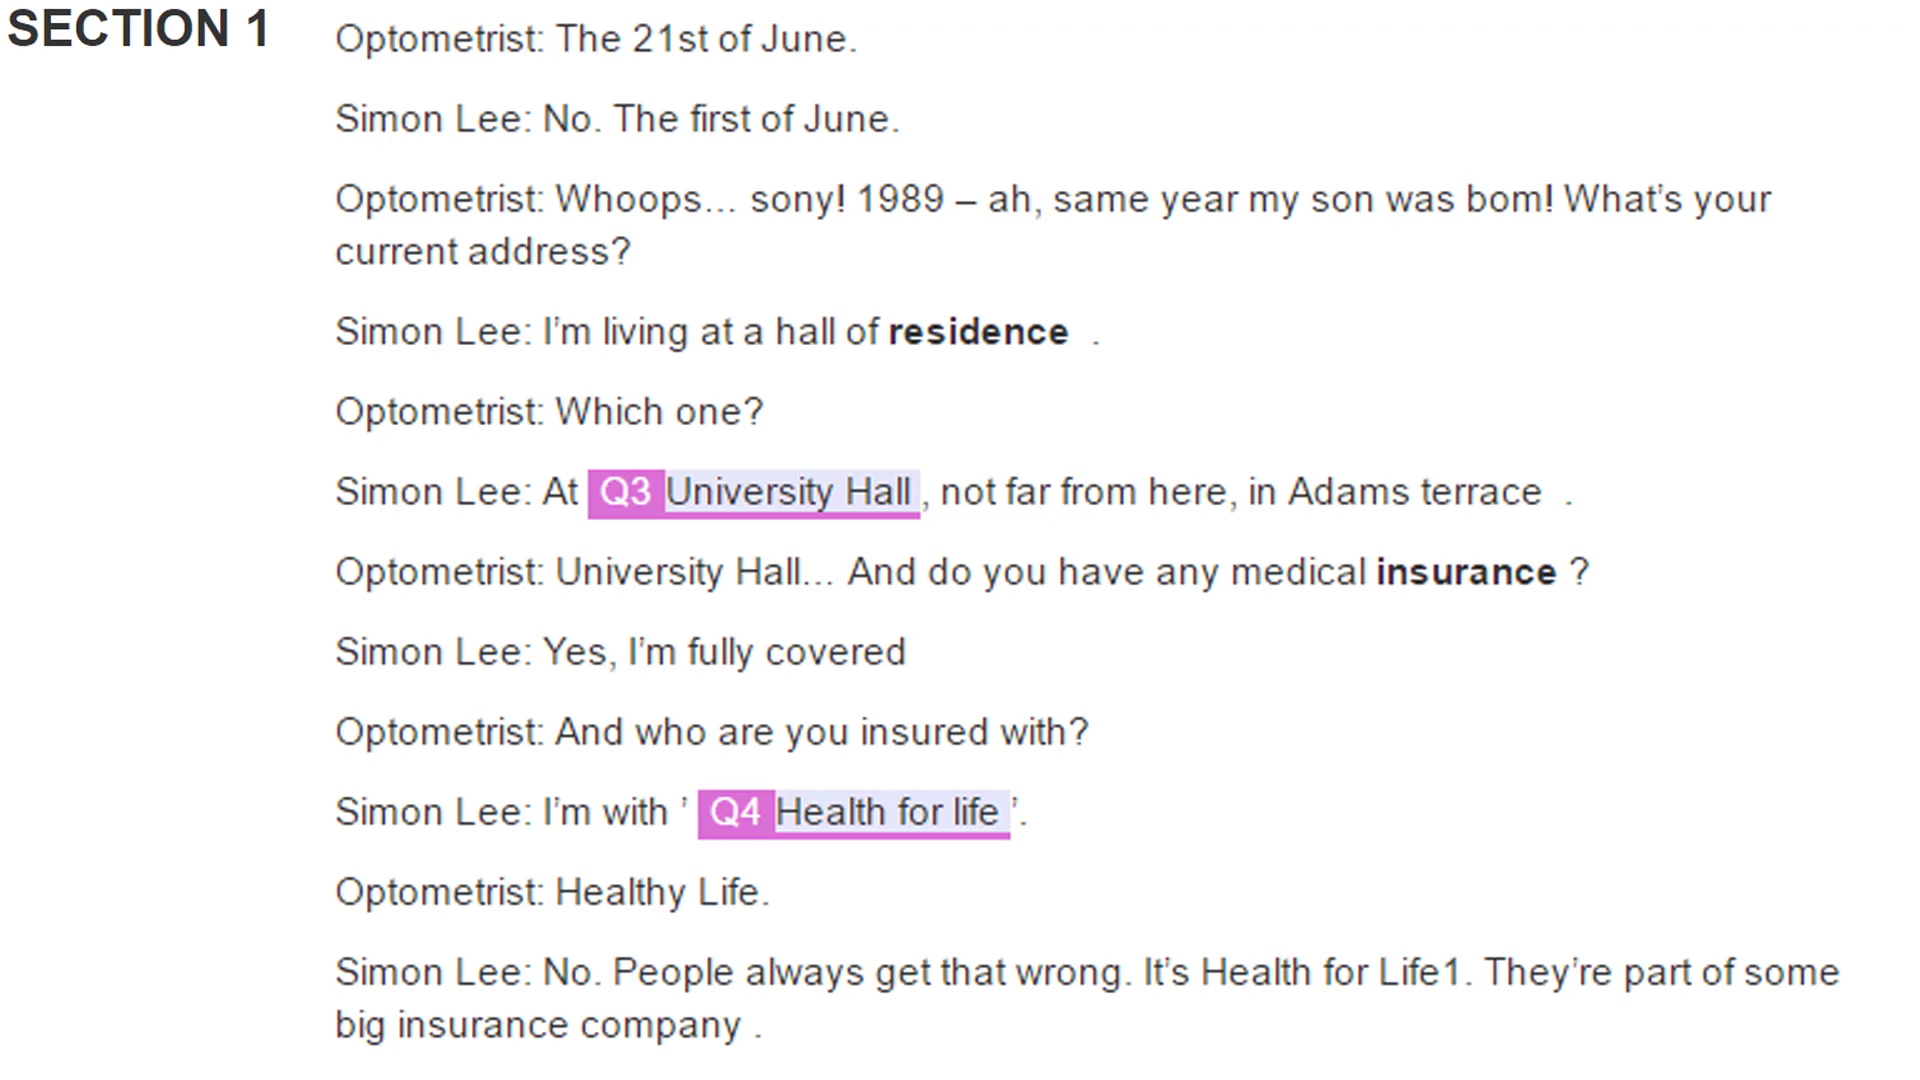 SECTION 1
Optometrist: The 21st of June.
Simon Lee: No. The first of June.
Optometrist: Whoops… sony! 1989 – ah, same year my son was bom! What’s your
current address?
Simon Lee: I’m living at a hall of residence .
Optometrist: Which one?
Simon Lee: At Q3 University Hall , not far from here, in Adams terrace .
Optometrist: University Hall… And do you have any medical insurance ?
Simon Lee: Yes, I’m fully covered
Optometrist: And who are you insured with?
Simon Lee: I’m with ’ Q4 Health for life ’.
Optometrist: Healthy Life.
Simon Lee: No. People always get that wrong. It’s Health for Life1. They’re part of some
big insurance company .